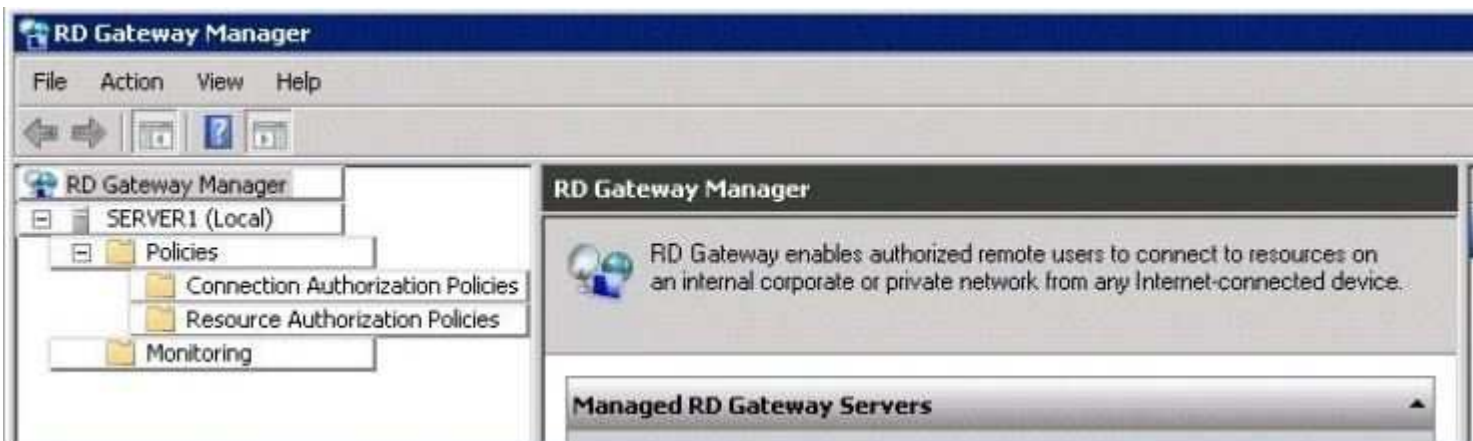 RD Gateway Manager
File Action View Help
RD Gateway Manager
SERVER1 (Local)
Policies
Connection Authorization Policies
Resource Authorization Policies
Monitoring
RD Gateway Manager
RD Gateway enables authorized remote users to connect to resources on
an internal corporate or private network from any Internet-connected device.
Managed RD Gateway Servers